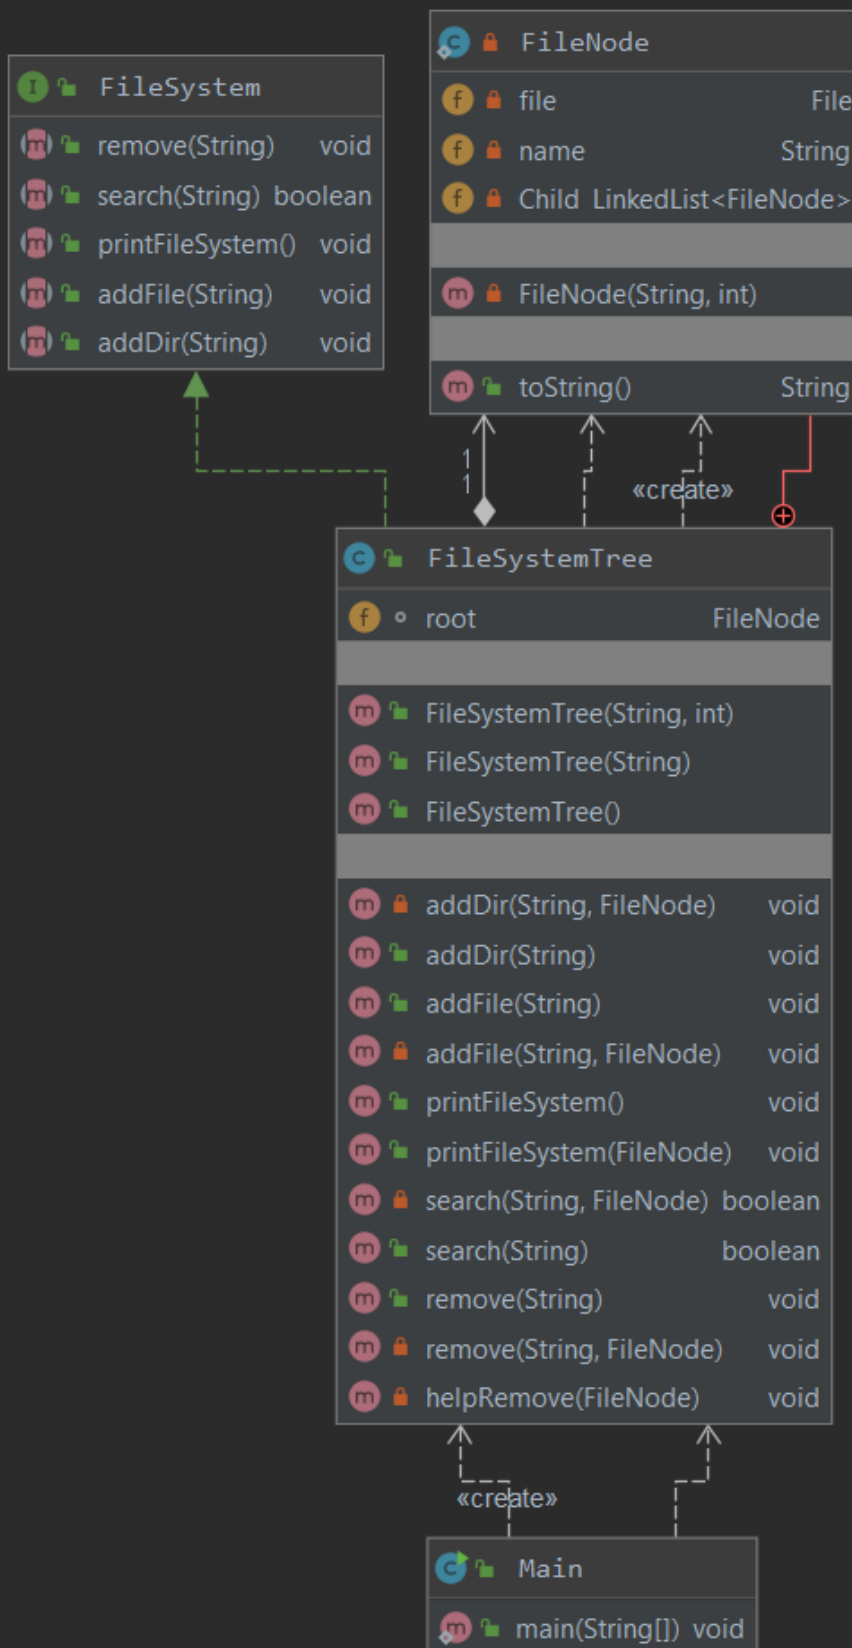 FileSystem
remove(String) void
search(String) boolean
printFileSystem() void
addFile(String) void
addDir(String) void
FileNode
file File
name String
Child LinkedList<FileNode>
FileNode(String, int)
toString() String
1
1
«create»
FileSystemTree
root FileNode
FileSystemTree(String, int)
FileSystemTree(String)
FileSystemTree()
addDir(String, FileNode) void
addDir(String) void
addFile(String) void
addFile(String, FileNode) void
printFileSystem() void
printFileSystem(FileNode) void
search(String, FileNode) boolean
search(String) boolean
remove(String) void
remove(String, FileNode) void
helpRemove(FileNode) void
«create»
Main
main(String[]) void